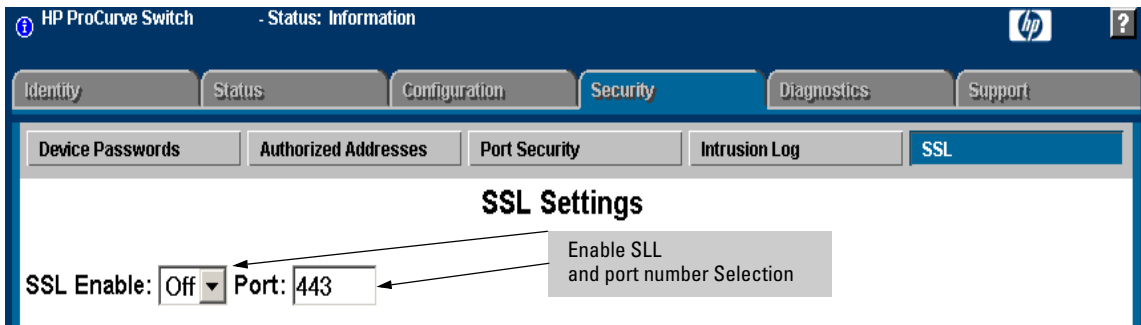 HP ProCurve Switch - Status: Information
hp
?
Identity
Status
Configuration
Security
Diagnostics
Support
Device Passwords
Authorized Addresses
Port Security
Intrusion Log
SSL
SSL Settings
Enable SLL
and port number Selection
SSL Enable: Off Port: 443